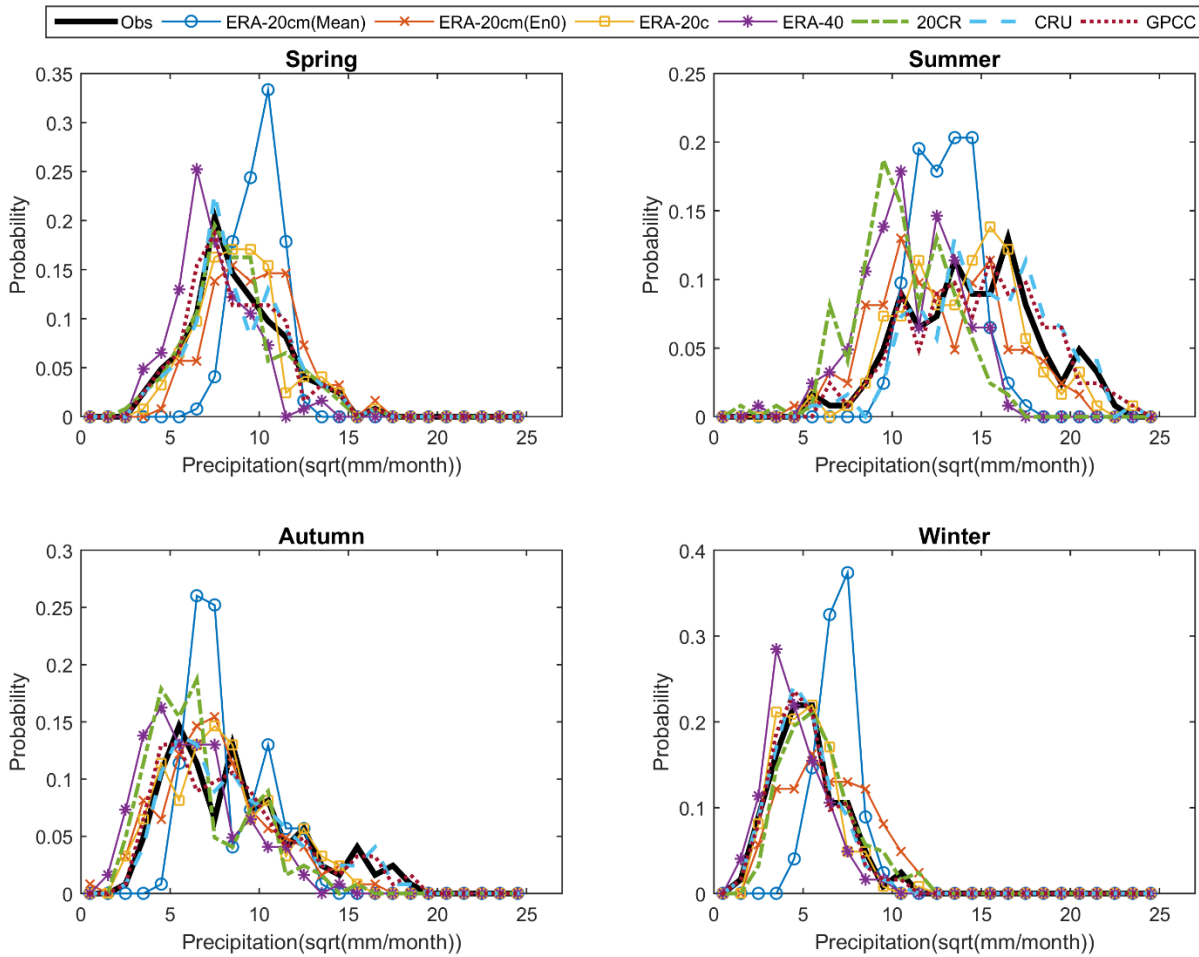 Obs ERA-20cm(Mean) ERA-20cm(En0) ERA-20c ERA-40 20CR CRU GPCC
Spring
0.35
0.3
0.25
0.2
0.15
0.1
0.05
0
0 5 10 15 20 25
Probability
Precipitation(sqrt(mm/month))
Summer
0.25
0.2
0.15
0.1
0.05
0
0 5 10 15 20 25
Probability
Precipitation(sqrt(mm/month))
Autumn
0.3
0.25
0.2
0.15
0.1
0.05
0
0 5 10 15 20 25
Probability
Precipitation(sqrt(mm/month))
Winter
0.4
0.3
0.2
0.1
0
0 5 10 15 20 25
Probability
Precipitation(sqrt(mm/month))